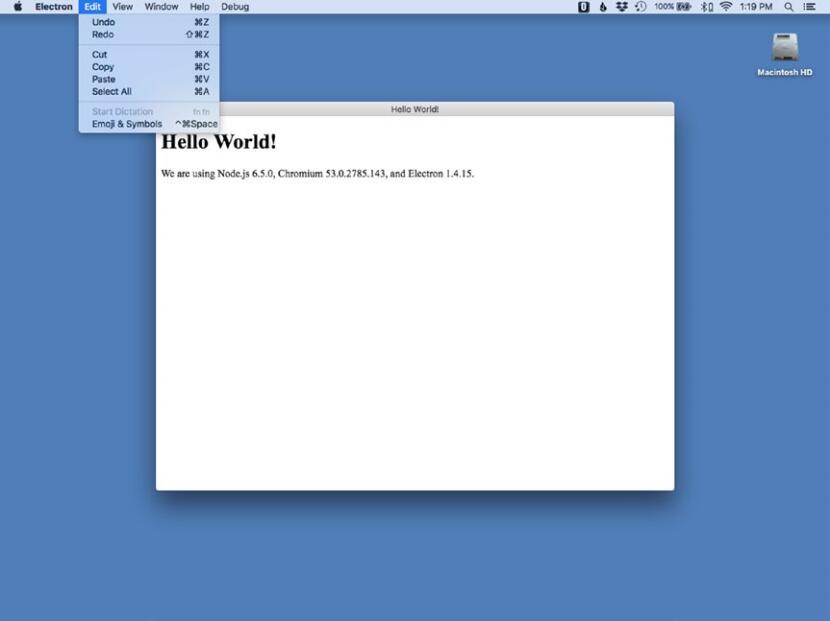 Electron Edit View Window Help Debug 100% 1:19 PM
Undo ⌘Z
Redo ⇧⌘Z
Cut ⌘X
Copy ⌘C
Paste ⌘V
Select All ⌘A
Start Dictation fn fn
Emoji & Symbols ^⌘Space
Macintosh HD
Hello World!
Hello World!
We are using Node.js 6.5.0, Chromium 53.0.2785.143, and Electron 1.4.15.